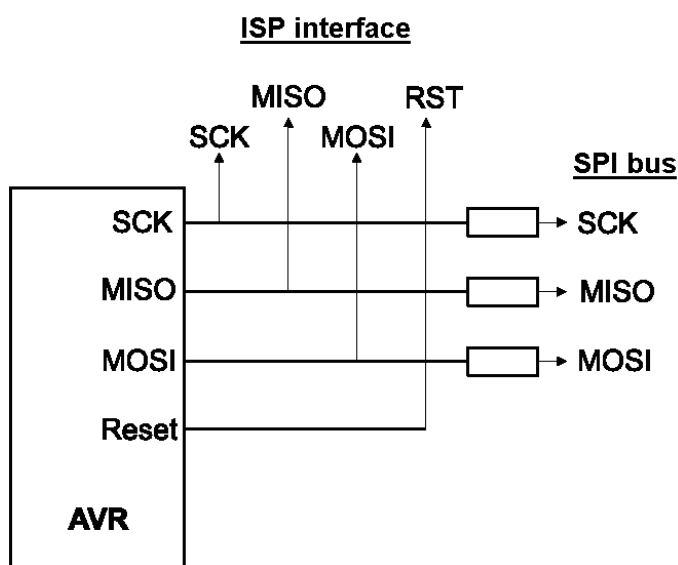 ISP interface
MISO RST
SCK MOSI
SPI bus
SCK SCK
MISO MISO
MOSI MOSI
Reset
AVR